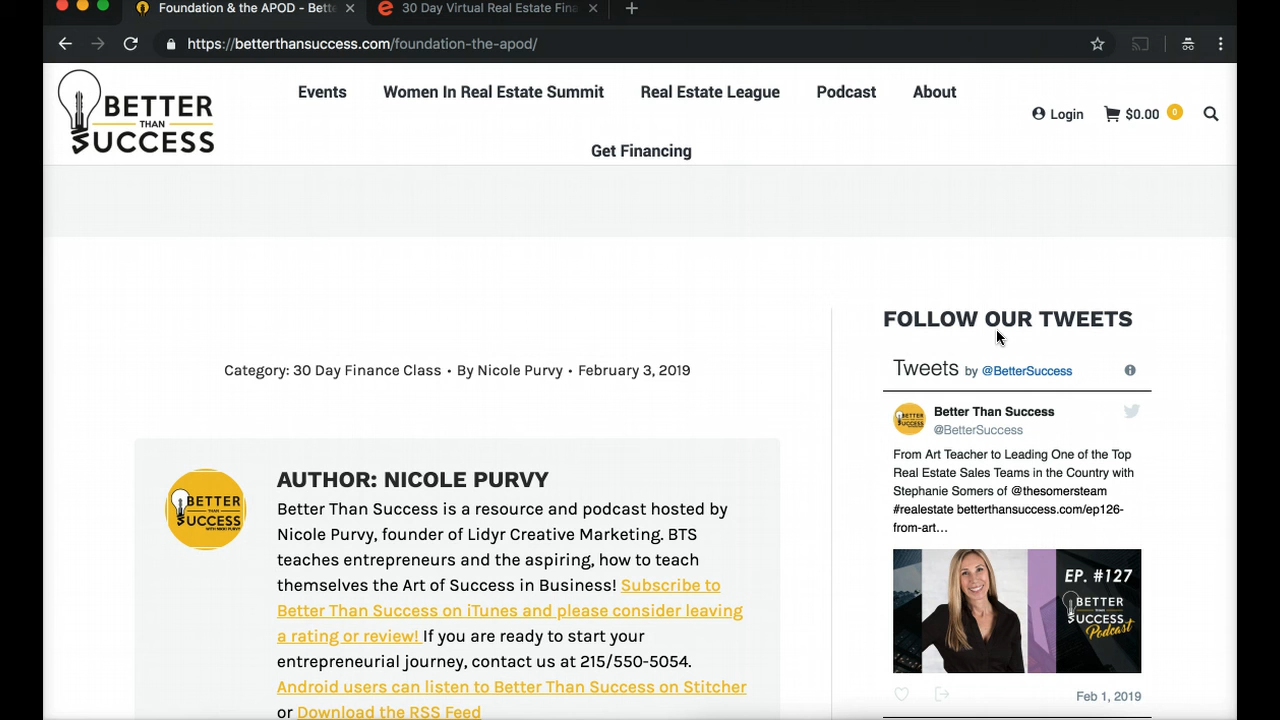 Foundation & the APOD - Bette
30 Day Virtual Real Estate Fina
https://betterthansuccess.com/foundation-the-apod/
BETTER
THAN
SUCCESS
Events
Women In Real Estate Summit
Real Estate League
Podcast
About
Get Financing
Login
$0.00
0
Category: 30 Day Finance Class • By Nicole Purvy • February 3, 2019
AUTHOR: NICOLE PURVY
BETTER
THAN
SUCCESS
Better Than Success is a resource and podcast hosted by
Nicole Purvy, founder of Lidyr Creative Marketing. BTS
teaches entrepreneurs and the aspiring, how to teach
themselves the Art of Success in Business! Subscribe to
Better Than Success on iTunes and please consider leaving
a rating or review! If you are ready to start your
entrepreneurial journey, contact us at 215/550-5054.
Android users can listen to Better Than Success on Stitcher
or Download the RSS Feed
FOLLOW OUR TWEETS
Tweets by @BetterSuccess
BETTER
SUCCESS
Better Than Success
@BetterSuccess
From Art Teacher to Leading One of the Top
Real Estate Sales Teams in the Country with
Stephanie Somers of @thesomersteam
#realestate betterthansuccess.com/ep126-
from-art…
EP. #127
BETTER
THAN
SUCCESS
Podcast
Feb 1, 2019